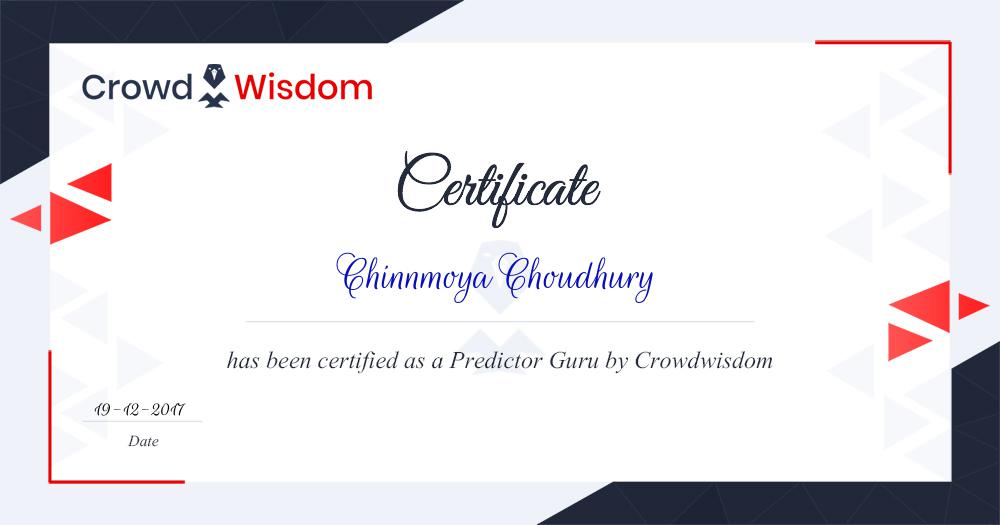 Crowd Wisdom
Certificate
Chinnmoya Choudhury
has been certified as a Predictor Guru by Crowdwisdom
19-12-2017
Date